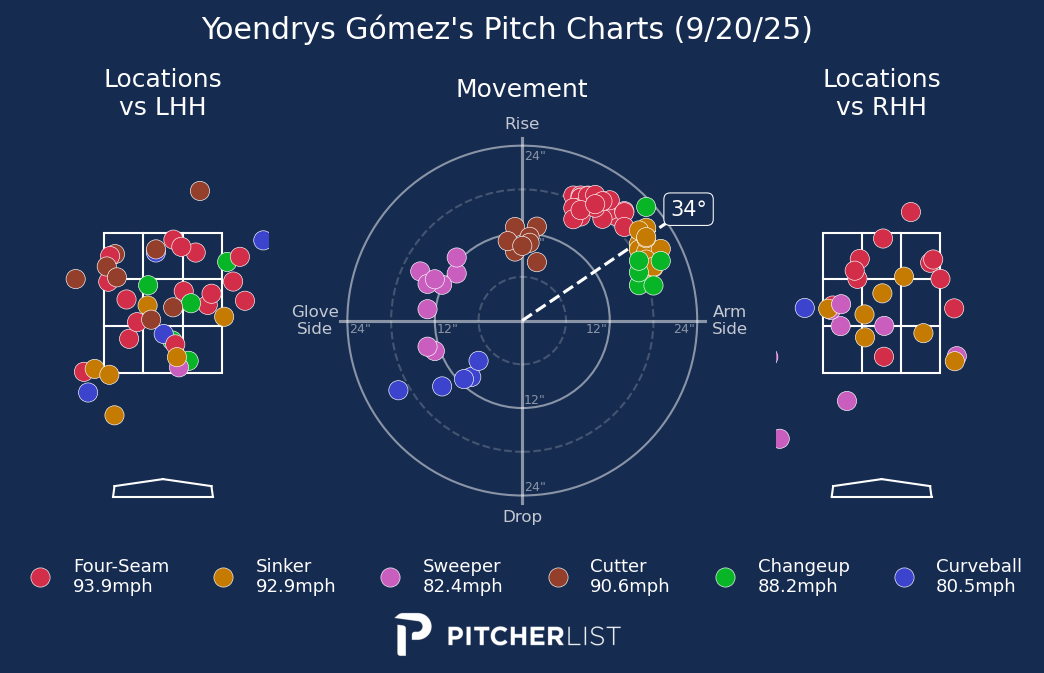 Yoendrys Gómez's Pitch Charts (9/20/25)
Locations
vs LHH
Movement
Locations
vs RHH
Rise
24"
34°
Glove
Side
24"
12"
12"
24"
Arm
Side
12"
24"
Drop
Four-Seam
93.9mph
Sinker
92.9mph
Sweeper
82.4mph
Cutter
90.6mph
Changeup
88.2mph
Curveball
80.5mph
PITCHERLIST